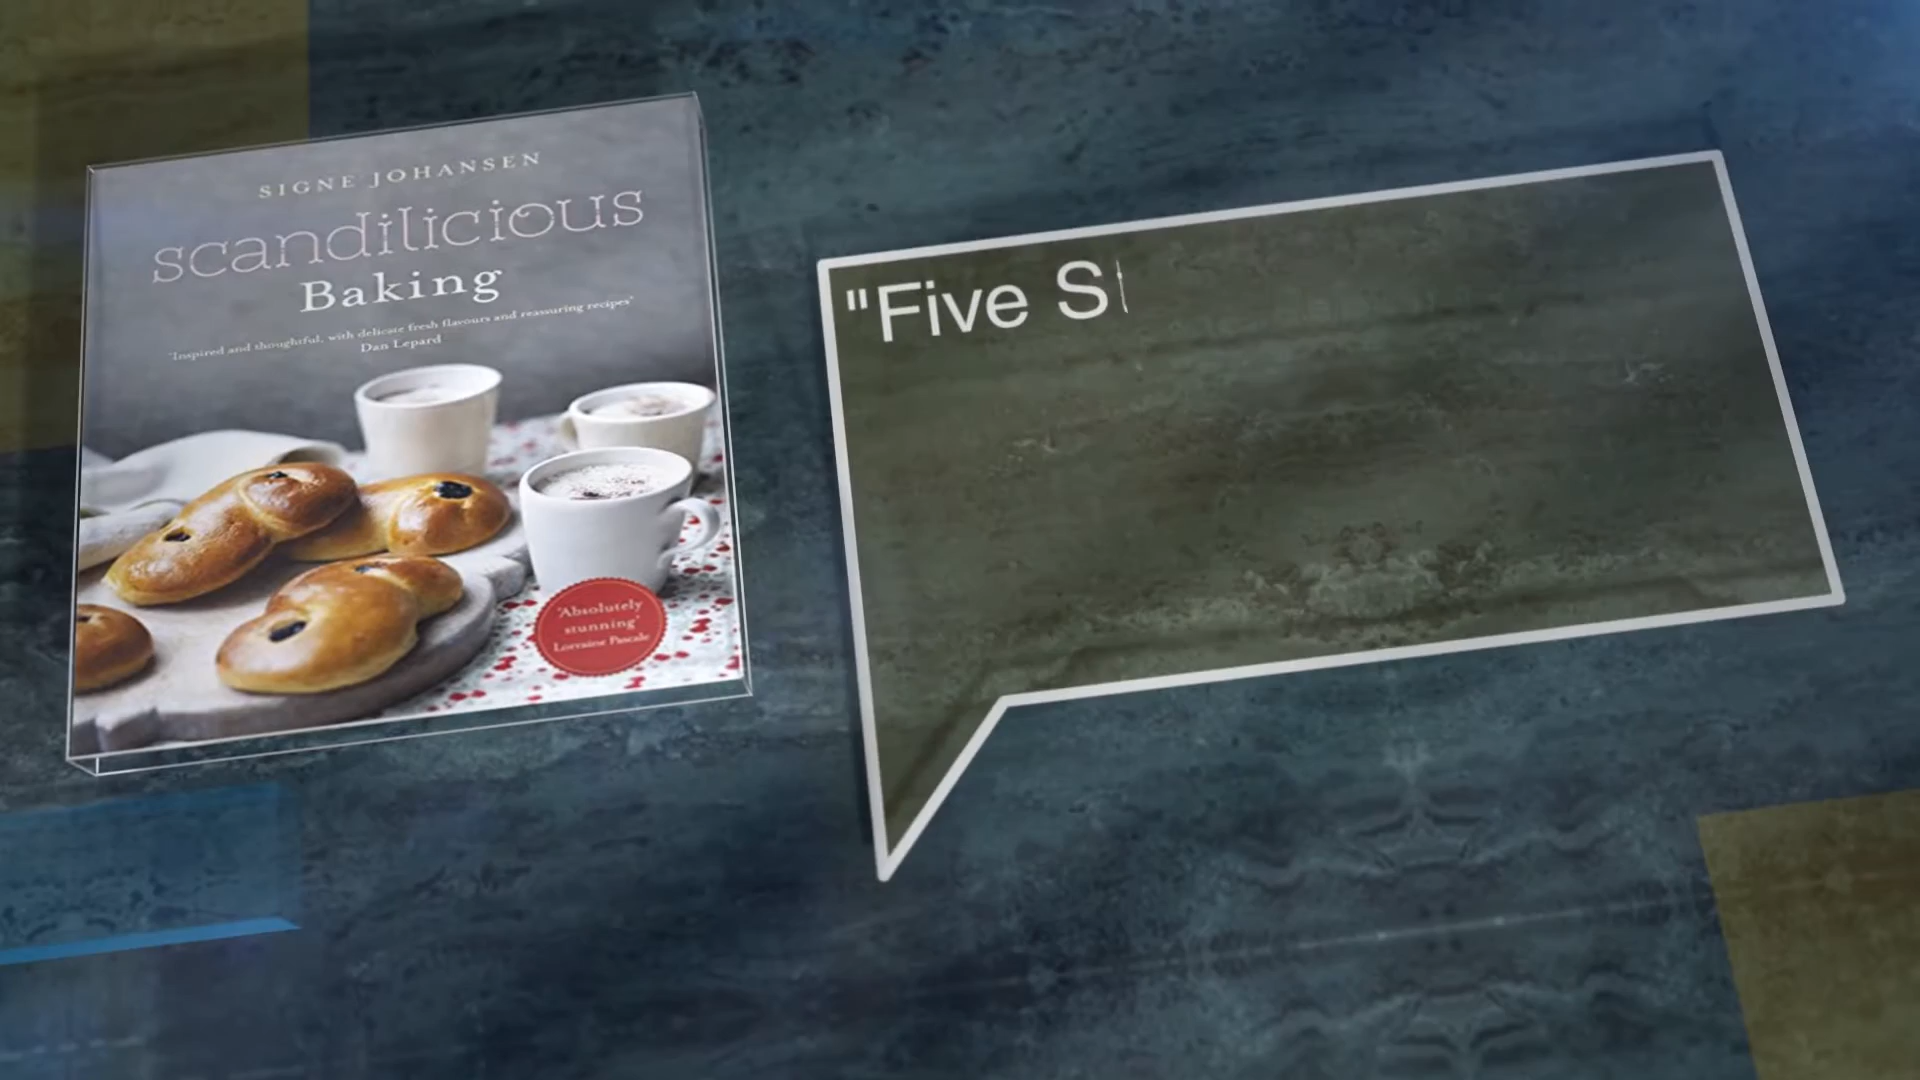 SIGNE JOHANSEN
scandilicious
Baking
'Inspired and thoughtful, with delicate fresh flavours and reassuring recipes'
Dan Lepard
'Absolutely
stunning'
Lorraine Pascale
"Five S